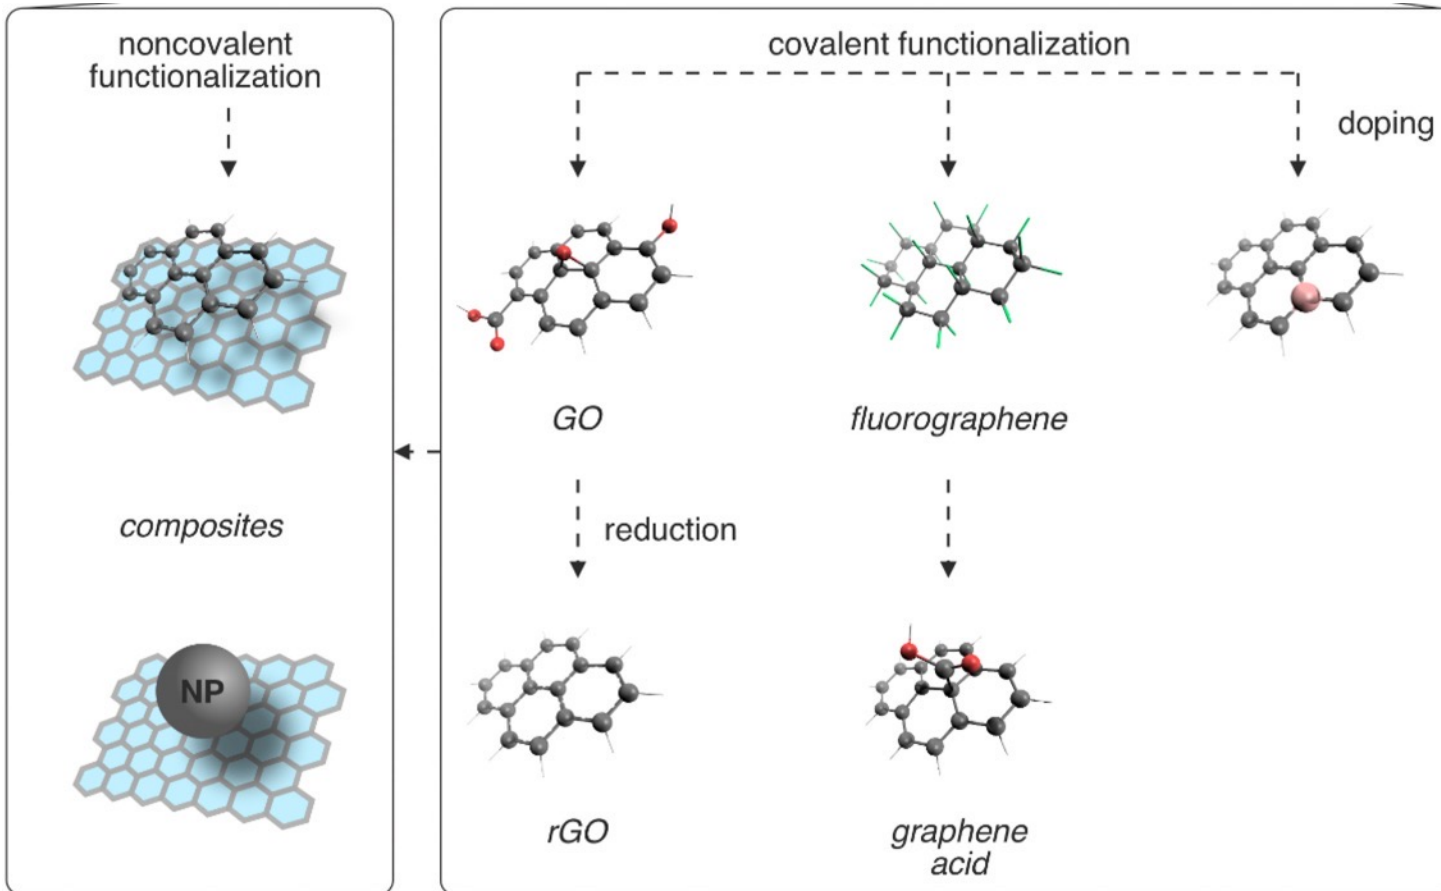 noncovalent
functionalization
composites
NP
covalent functionalization
doping
GO
fluorographene
reduction
rGO
graphene
acid